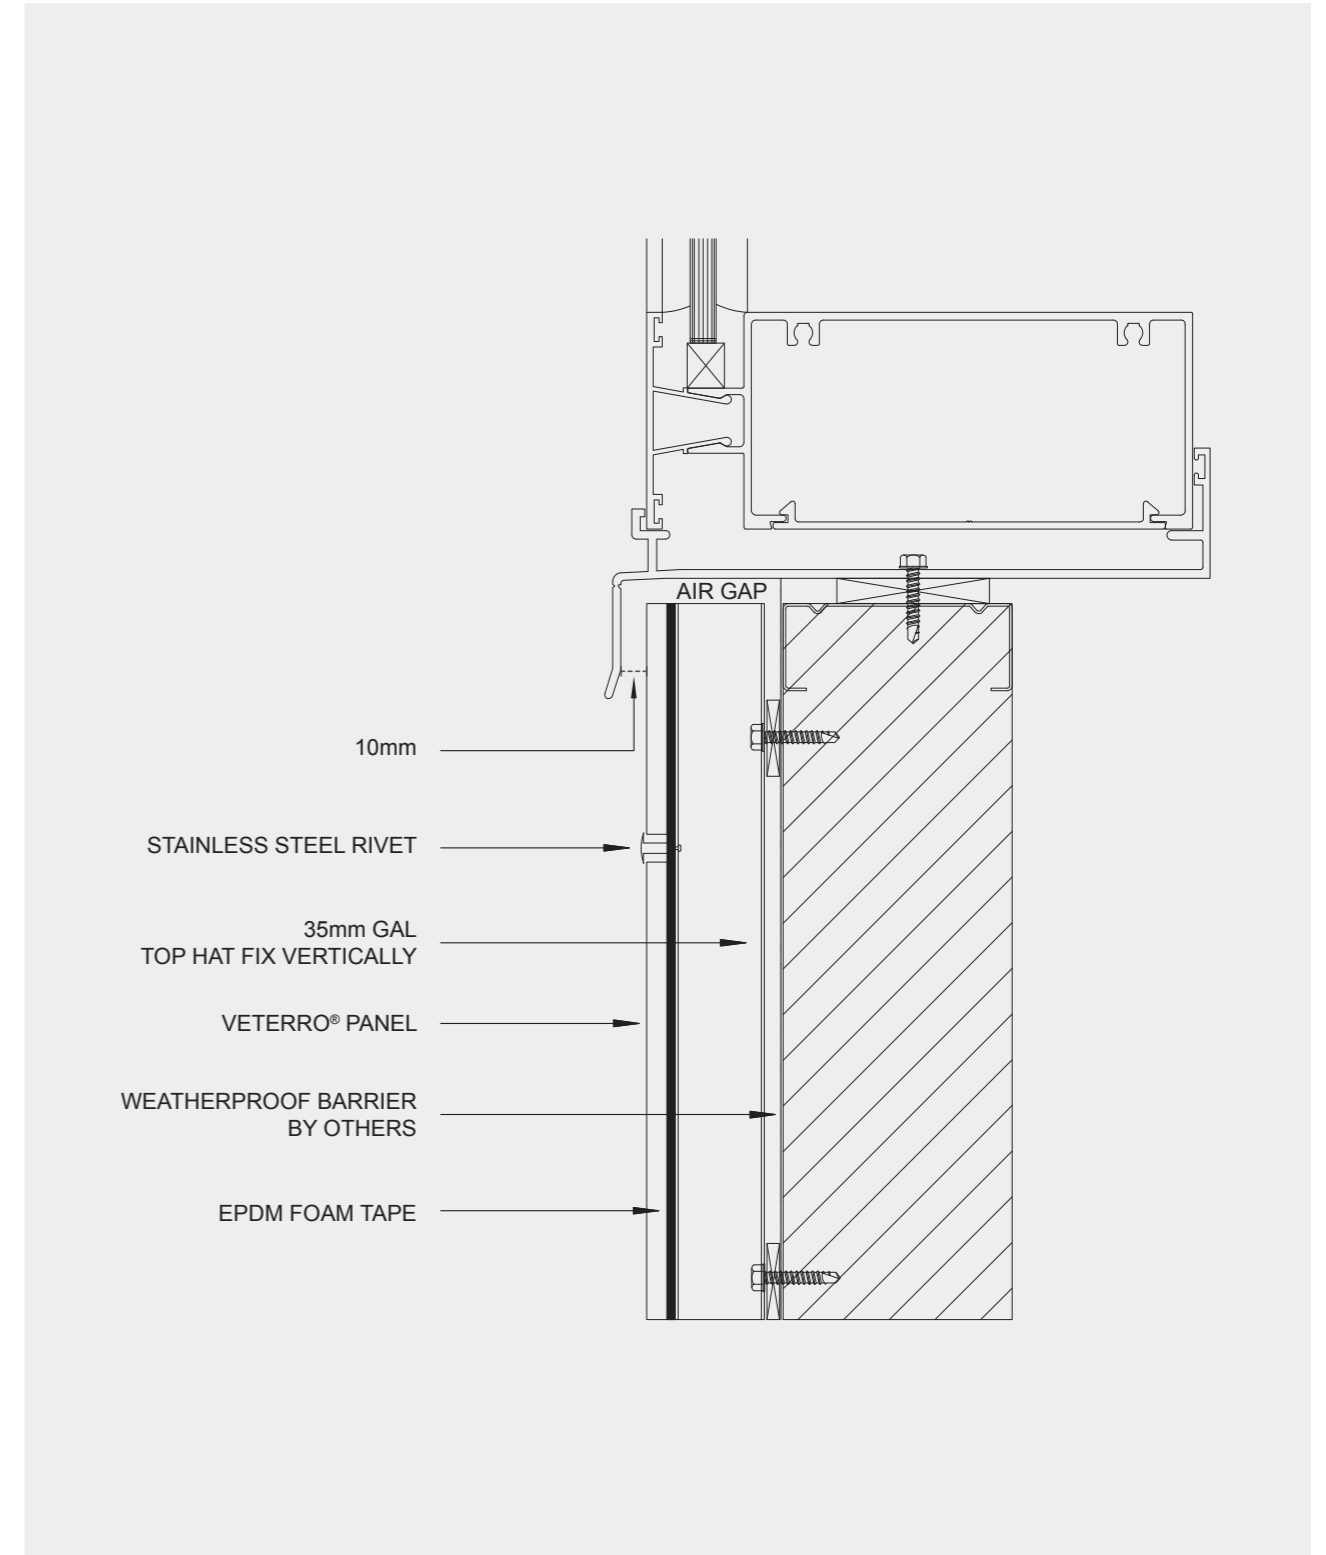 AIR GAP
10mm
STAINLESS STEEL RIVET
35mm GAL
TOP HAT FIX VERTICALLY
VETERRO® PANEL
WEATHERPROOF BARRIER
BY OTHERS
EPDM FOAM TAPE